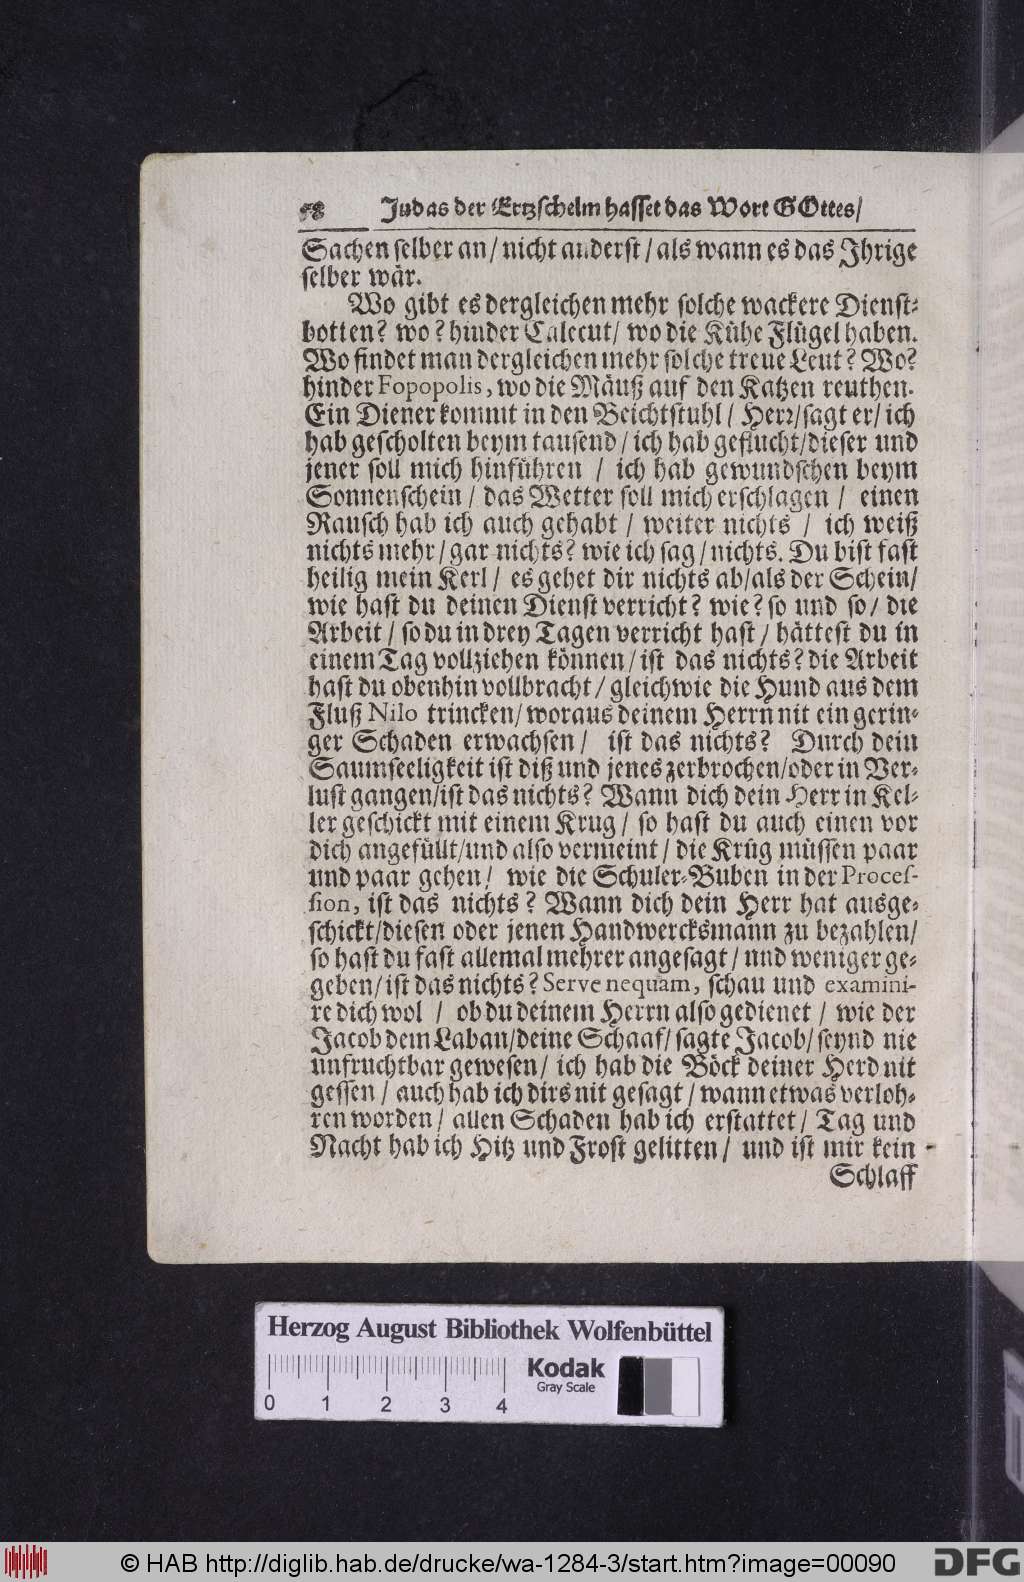 58 Judas der Ertzschelm hasset das Wort GOttes/
Sachen selber an/ nicht anderst/ als wann es das Jhrige
selber wär.
Wo gibt es dergleichen mehr solche wackere Dienst-
botten? wo? hinder Calecut/ wo die Kühe Flügel haben.
Wo findet man dergleichen mehr solche treue Leut? Wo?
hinder Fopopolis, wo die Mäuß auf den Katzen reuthen.
Ein Diener kommt in den Beichtstuhl/ Herr/ sagt er/ ich
hab gescholten beym tausend/ ich hab geflucht/ dieser und
jener soll mich hinführen / ich hab gewundschen beym
Sonnenschein/ das Wetter soll mich erschlagen / einen
Rausch hab ich auch gehabt / weiter nichts / ich weiß
nichts mehr/ gar nichts? wie ich sag/ nichts. Du bist fast
heilig mein Kerl/ es gehet dir nichts ab/ als der Schein/
wie hast du deinen Dienst verricht? wie? so und so/ die
Arbeit/ so du in drey Tagen verricht hast/ hättest du in
einem Tag vollziehen können/ ist das nichts? die Arbeit
hast du obenhin vollbracht/ gleichwie die Hund aus dem
Fluß Nilo trincken/ woraus deinem Herrn nit ein gerin-
ger Schaden erwachsen/ ist das nichts? Durch dein
Saumseeligkeit ist diß und jenes zerbrochen/ oder in Ver-
lust gangen/ ist das nichts? Wann dich dein Herr in Kel-
ler geschickt mit einem Krug/ so hast du auch einen vor
dich angefüllt/ und also vermeint/ die Krüg müssen paar
und paar gehen/ wie die Schuler-Buben in der Proces-
sion, ist das nichts? Wann dich dein Herr hat ausge-
schickt/ diesen oder jenen Handwercksmann zu bezahlen/
so hast du fast allemal mehrer angesagt/ und weniger ge-
geben/ ist das nichts? Serve nequam, schau und examini-
re dich wol / ob du deinem Herrn also gedienet / wie der
Jacob dem Laban/ deine Schaaf/ sagte Jacob/ seynd nie
unfruchtbar gewesen/ ich hab die Böck deiner Herd nit
gessen / auch hab ich dirs nit gesagt/ wann etwas verloh-
ren worden/ allen Schaden hab ich erstattet/ Tag und
Nacht hab ich Hitz und Frost gelitten/ und ist mir kein
Schlaff
Herzog August Bibliothek Wolfenbüttel
Kodak
Gray Scale
0 1 2 3 4
© HAB http://diglib.hab.de/drucke/wa-1284-3/start.htm?image=00090
DFG